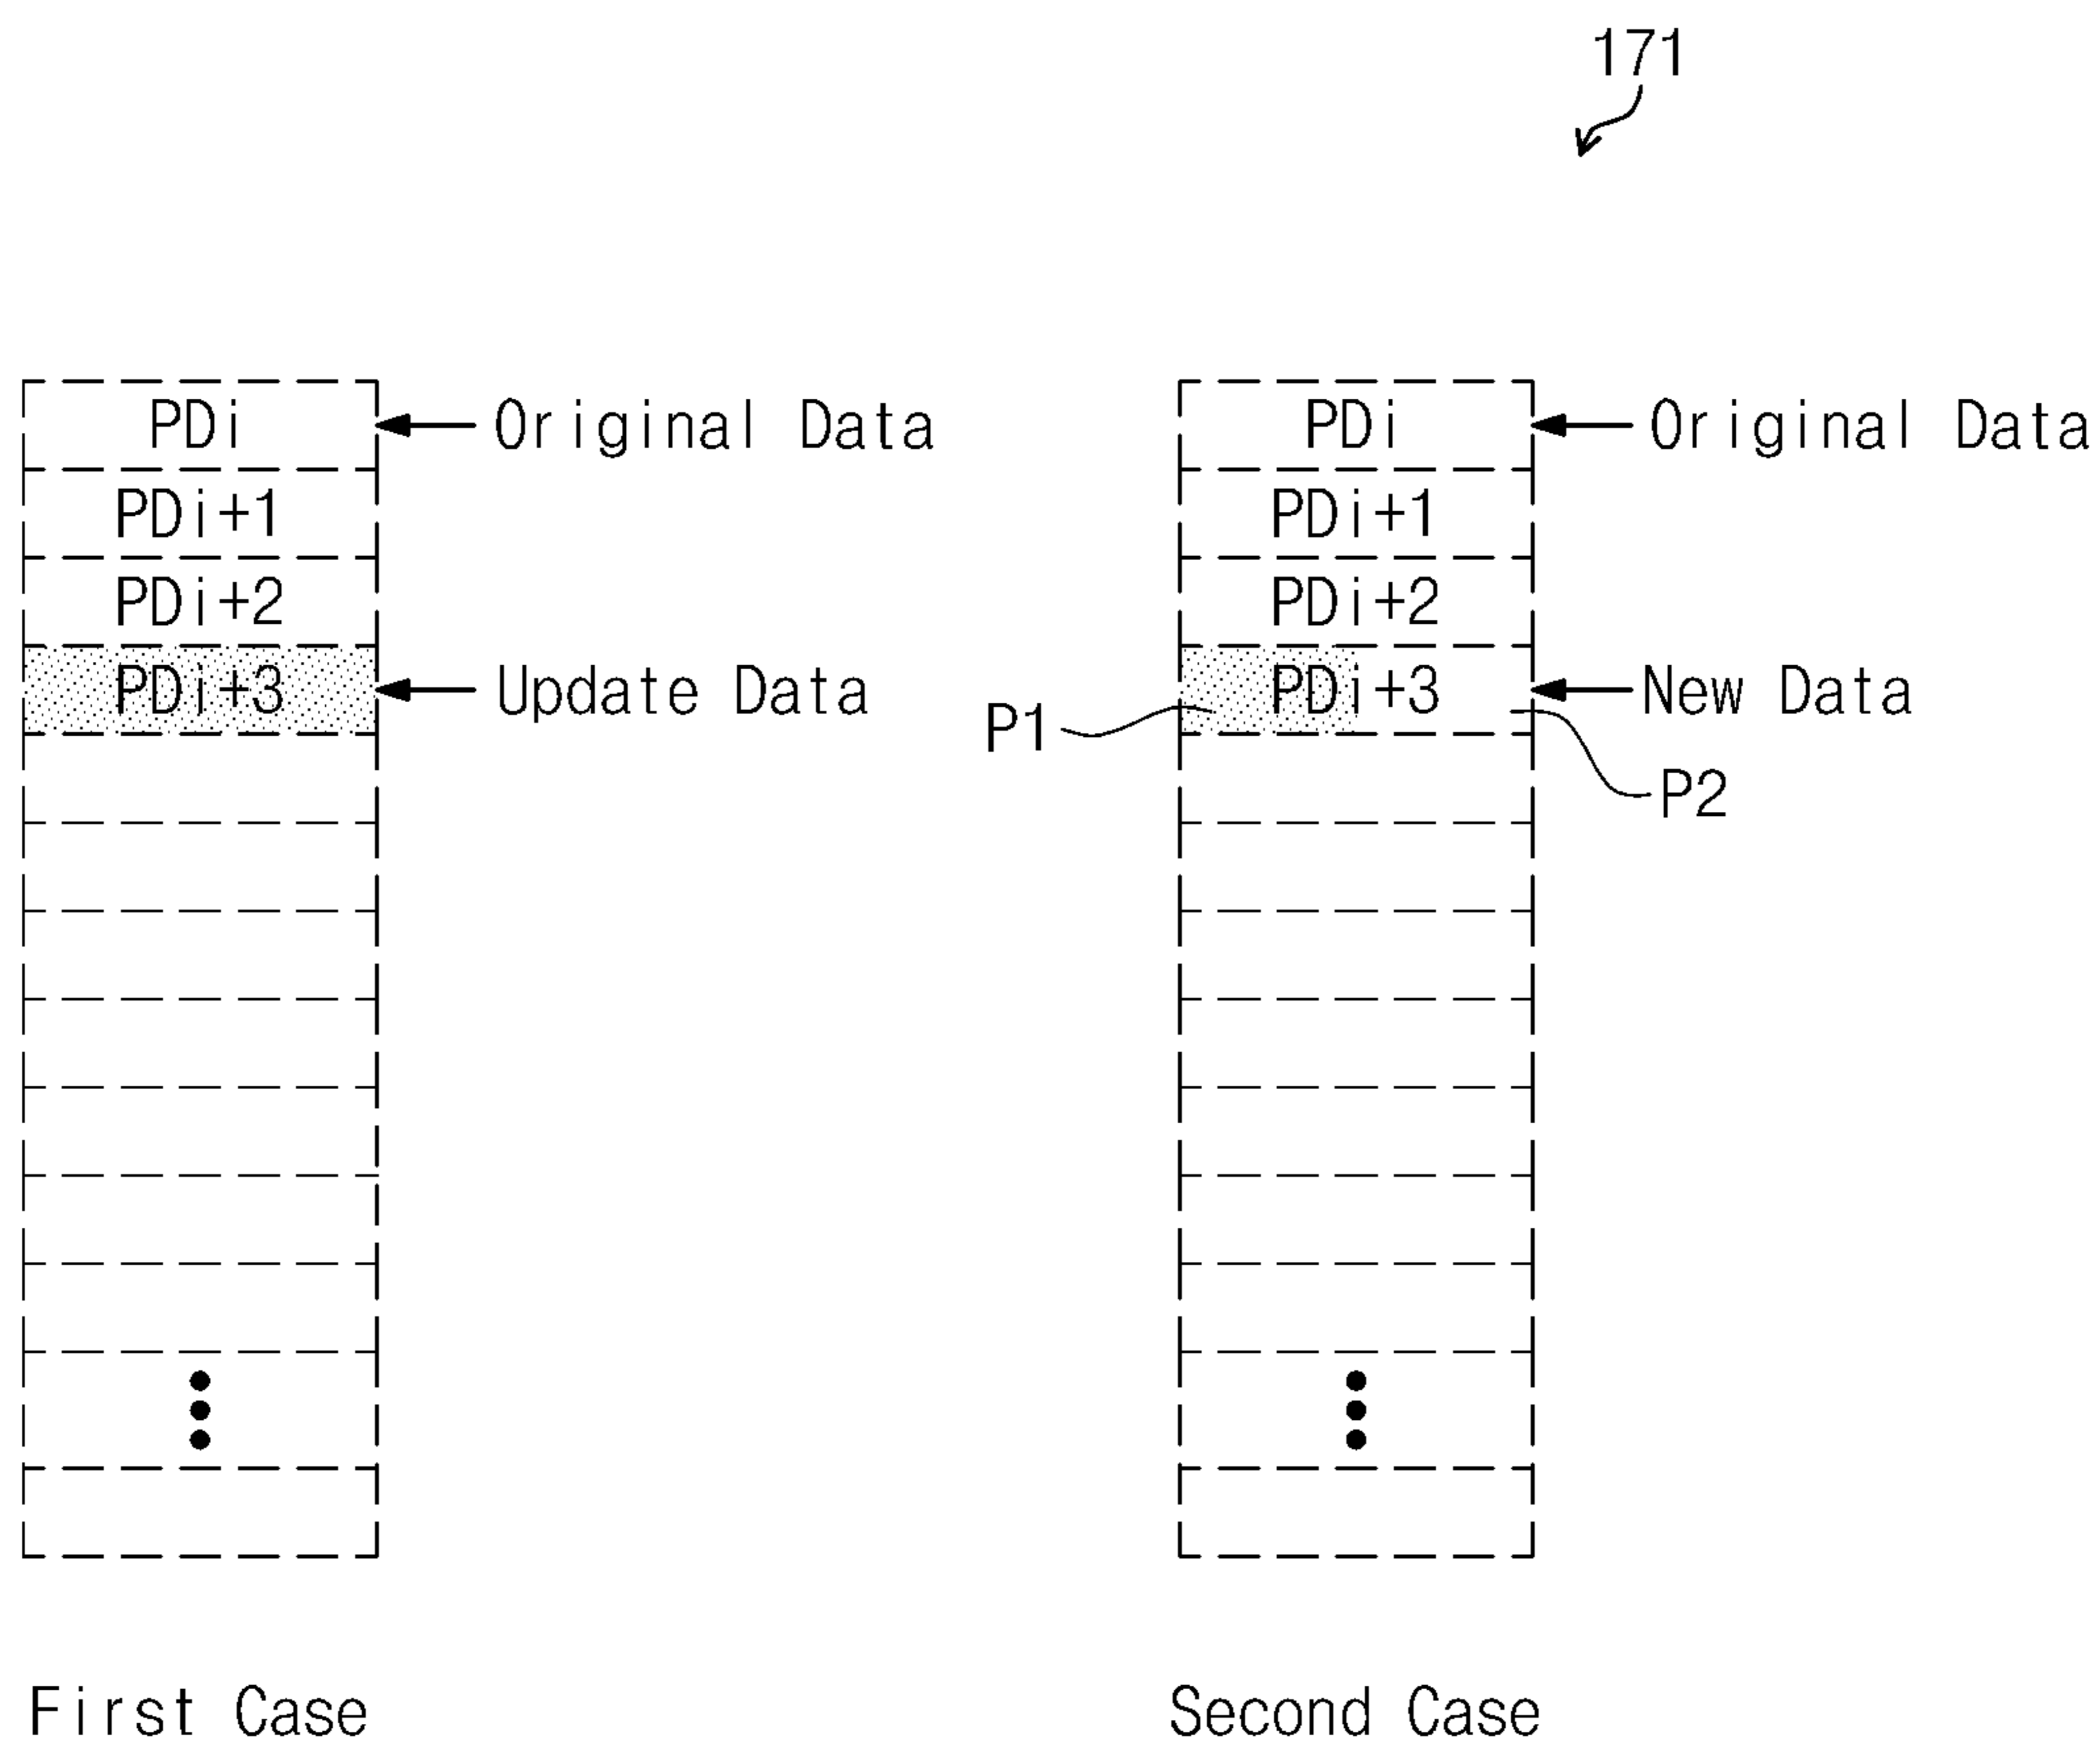 171
PDi
Original Data
PDi+1
PDi+2
PDi+3
Update Data
PDi
Original Data
PDi+1
PDi+2
PDi+3
New Data
P1
P2
First Case
Second Case